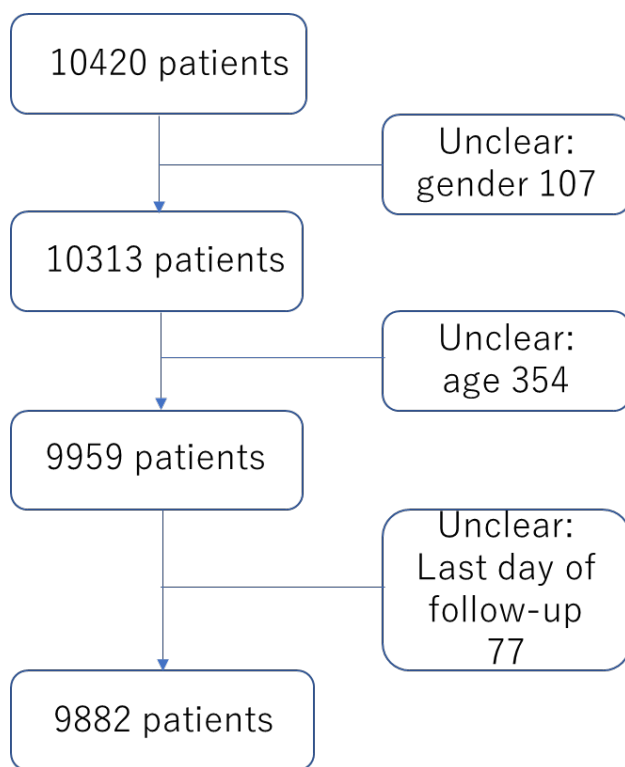 10420 patients
Unclear:
gender 107
10313 patients
Unclear:
age 354
9959 patients
Unclear:
Last day of
follow-up
77
9882 patients